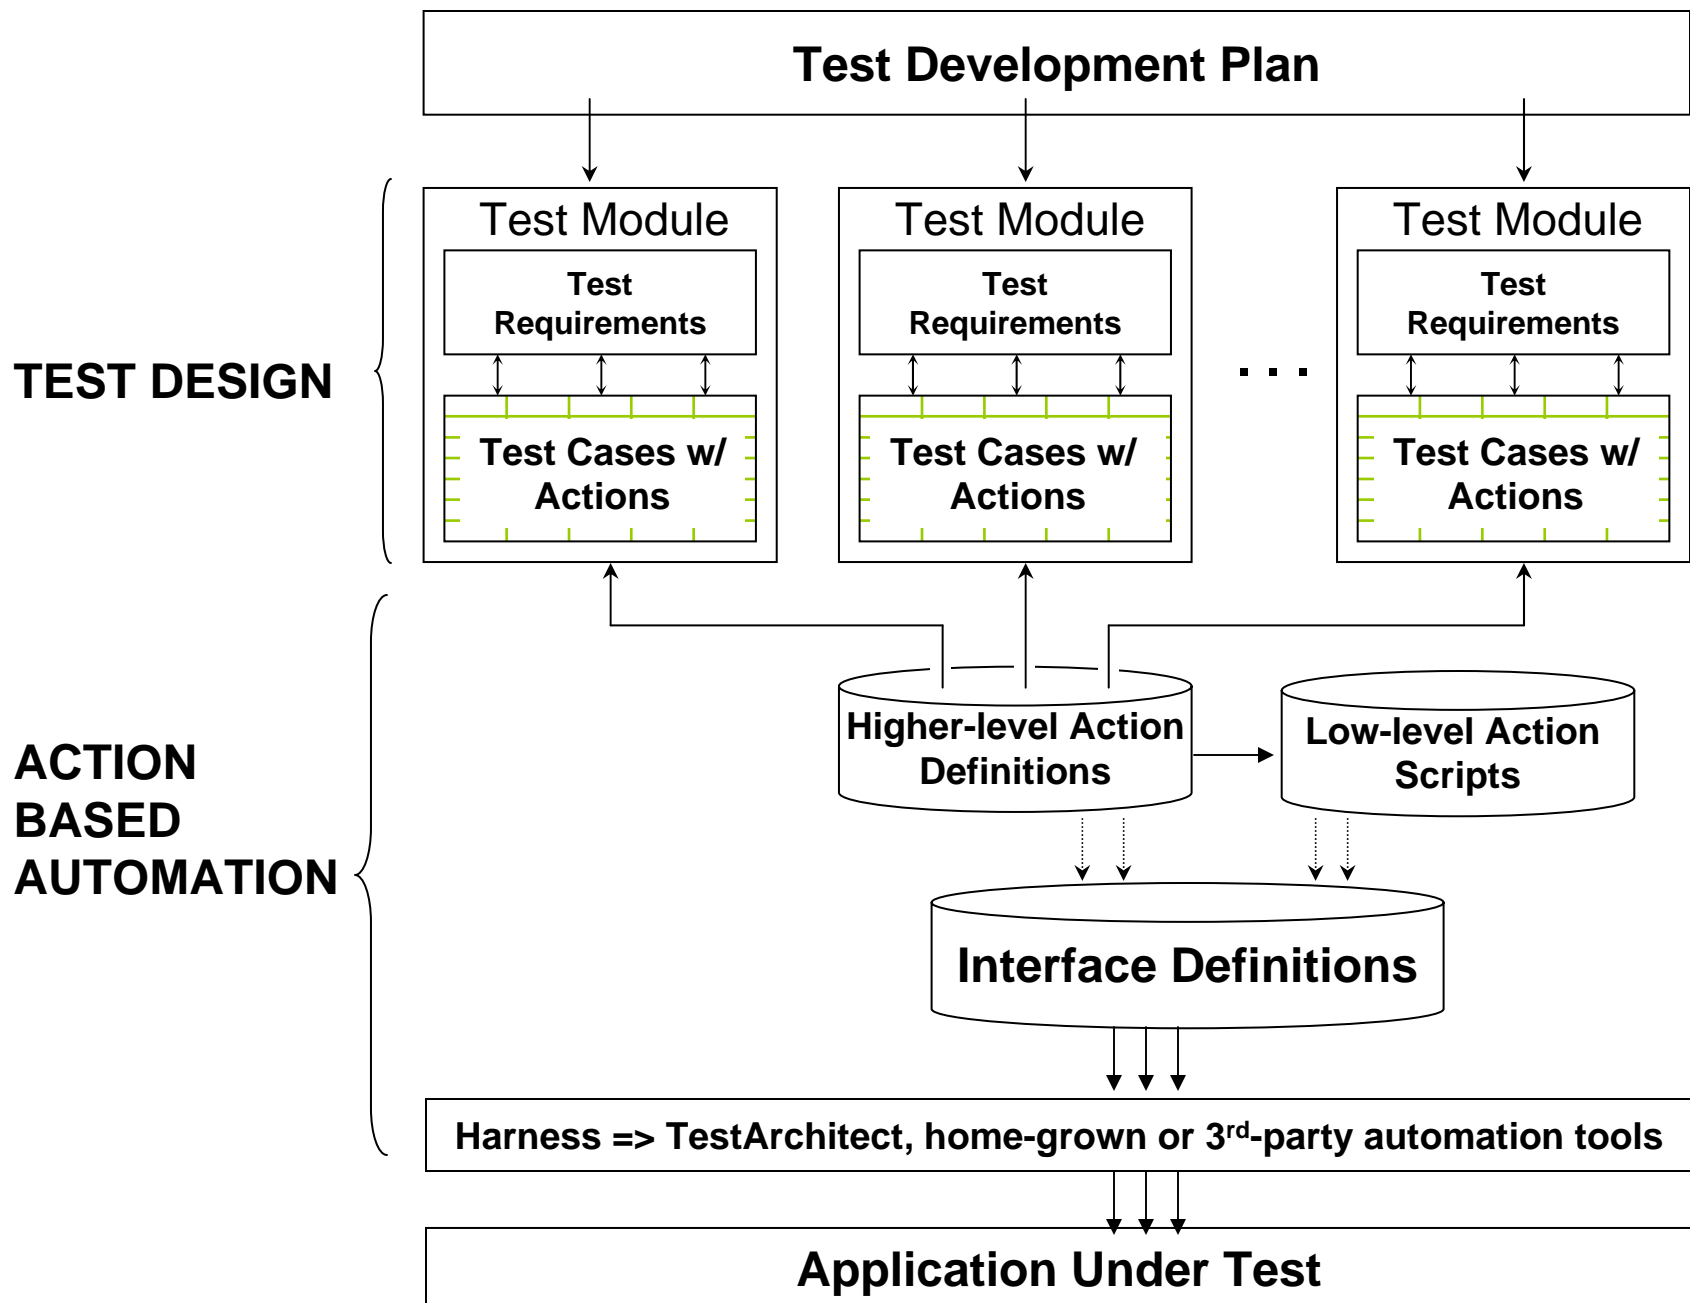 Test Development Plan
Test Module
Test
Requirements
Test Cases w/
Actions
Test Module
Test
Requirements
Test Cases w/
Actions
. . .
Test Module
Test
Requirements
Test Cases w/
Actions
TEST DESIGN
ACTION
BASED
AUTOMATION
Higher-level Action
Definitions
Low-level Action
Scripts
Interface Definitions
Harness => TestArchitect, home-grown or 3rd-party automation tools
Application Under Test